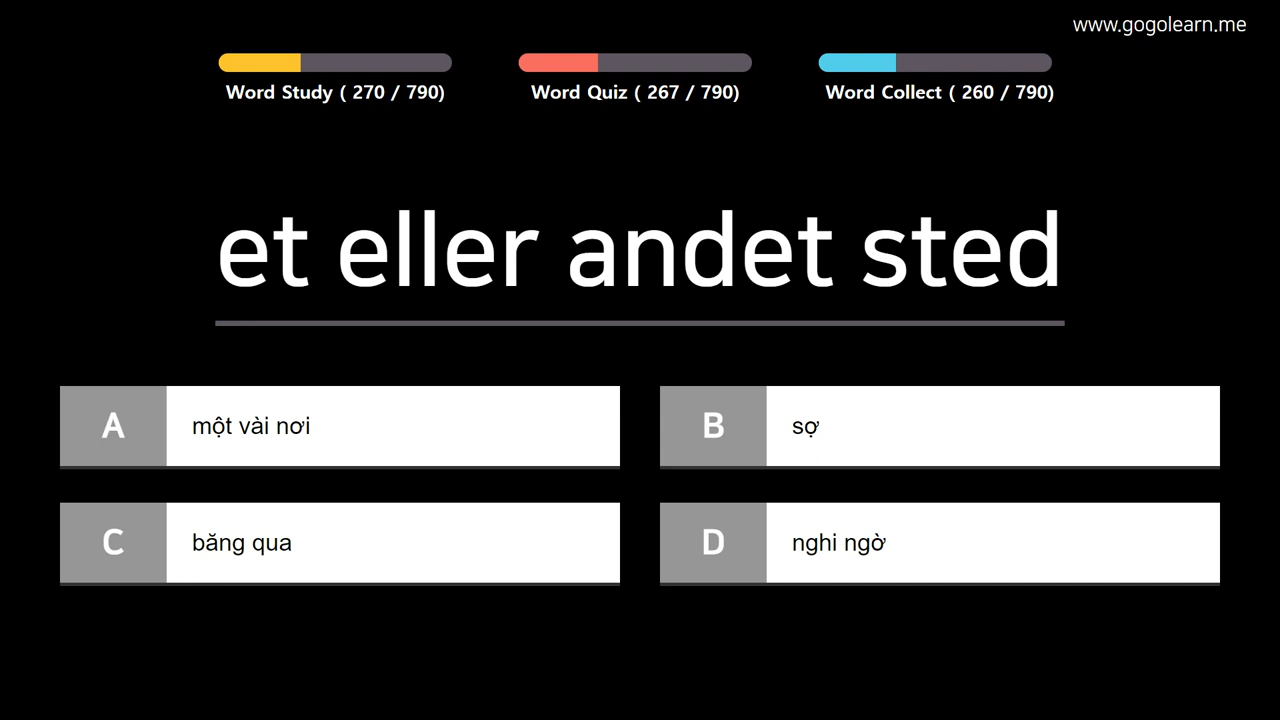 www.gogolearn.me
Word Study ( 270 / 790)
Word Quiz ( 267 / 790)
Word Collect ( 260 / 790)
et eller andet sted
A
một vài nơi
B
sợ
C
băng qua
D
nghi ngờ